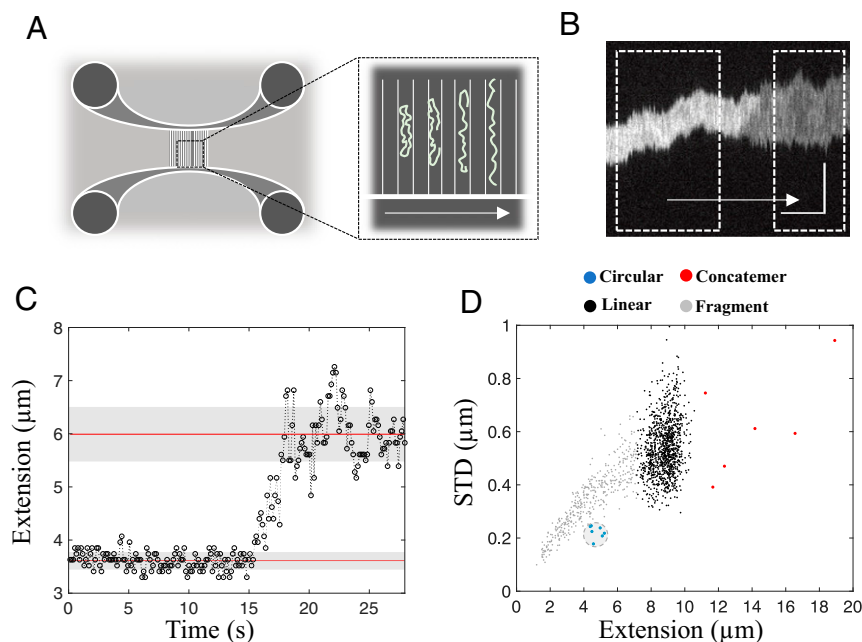 A
B
C
8
7
6
5
4
3
0
5
10
15
20
25
Extension (μm)
Time (s)
Circular
Concatemer
Linear
Fragment
D
1
0.8
0.6
0.4
0.2
0
0
2
4
6
8
10
12
14
16
18
20
STD (μm)
Extension (μm)